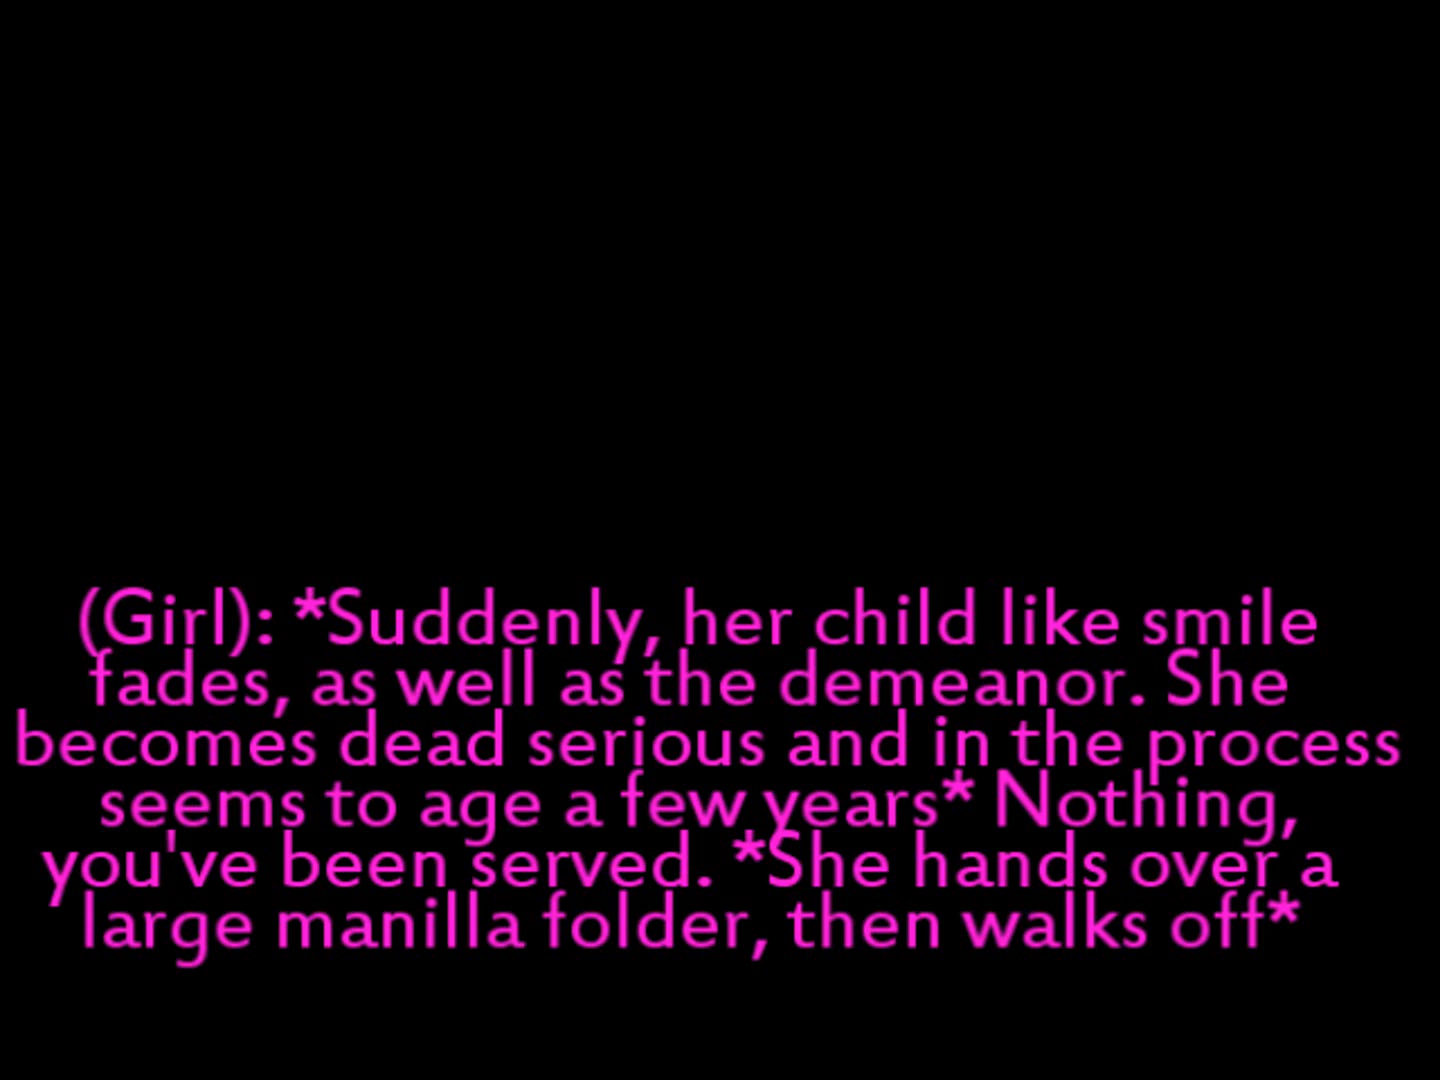 (Girl): *Suddenly, her child like smile
fades, as well as the demeanor. She
becomes dead serious and in the process
seems to age a few years* Nothing,
you've been served. *She hands over a
large manilla folder, then walks off*